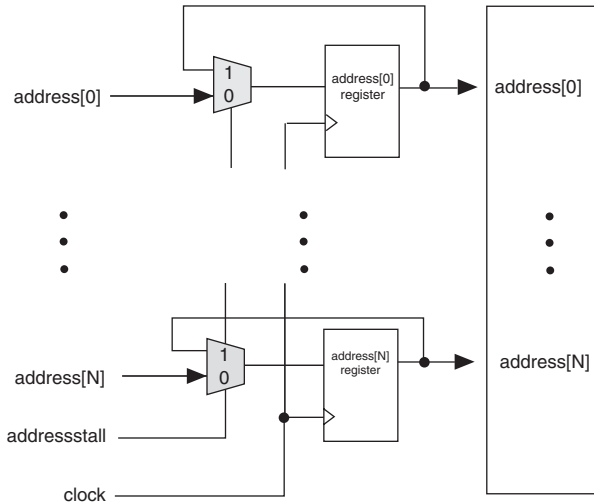 1
0
address[0]
address[0]
register
address[0]
1
0
address[N]
address[N]
register
address[N]
addressstall
clock